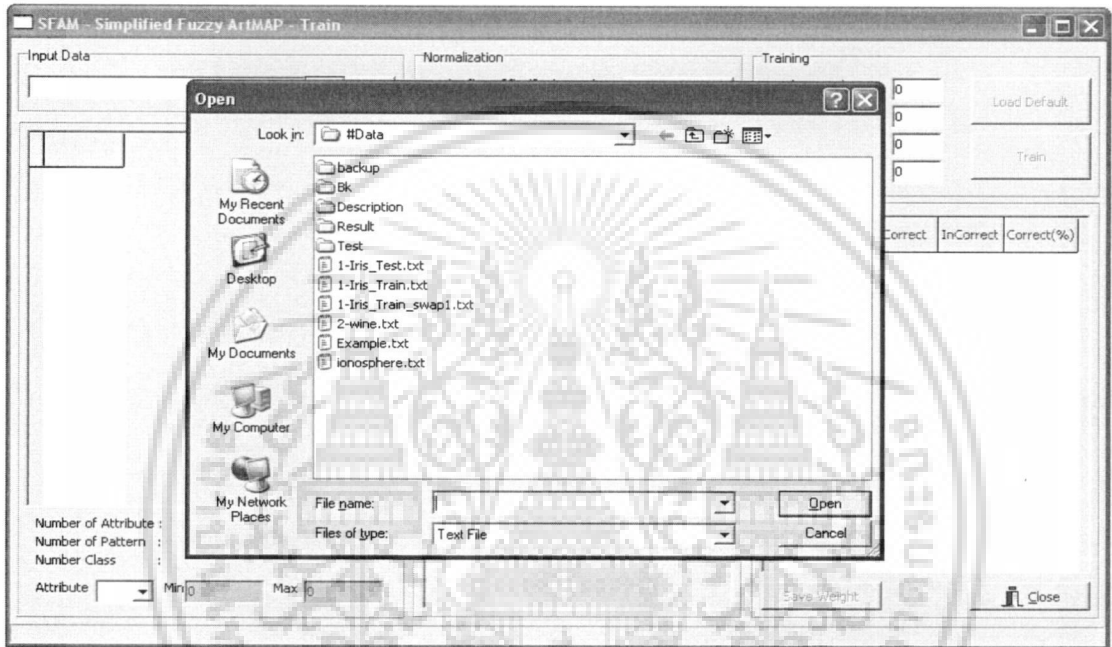 SFAM - Simplified Fuzzy ArtMAP - Train
Input Data
Normalization
Training
Open
Look in: #Data
0
0
0
0
Load Default
Train
My Recent Documents
Desktop
My Documents
My Computer
My Network Places
backup
Bk
Description
Result
Test
1-Iris_Test.txt
1-Iris_Train.txt
1-Iris_Train_swap1.txt
2-wine.txt
Example.txt
ionosphere.txt
Correct InCorrect Correct(%)
File name:
Open
Files of type: Text File
Cancel
Number of Attribute :
Number of Pattern :
Number Class :
Attribute Min 0 Max 0
Save Weight
Close